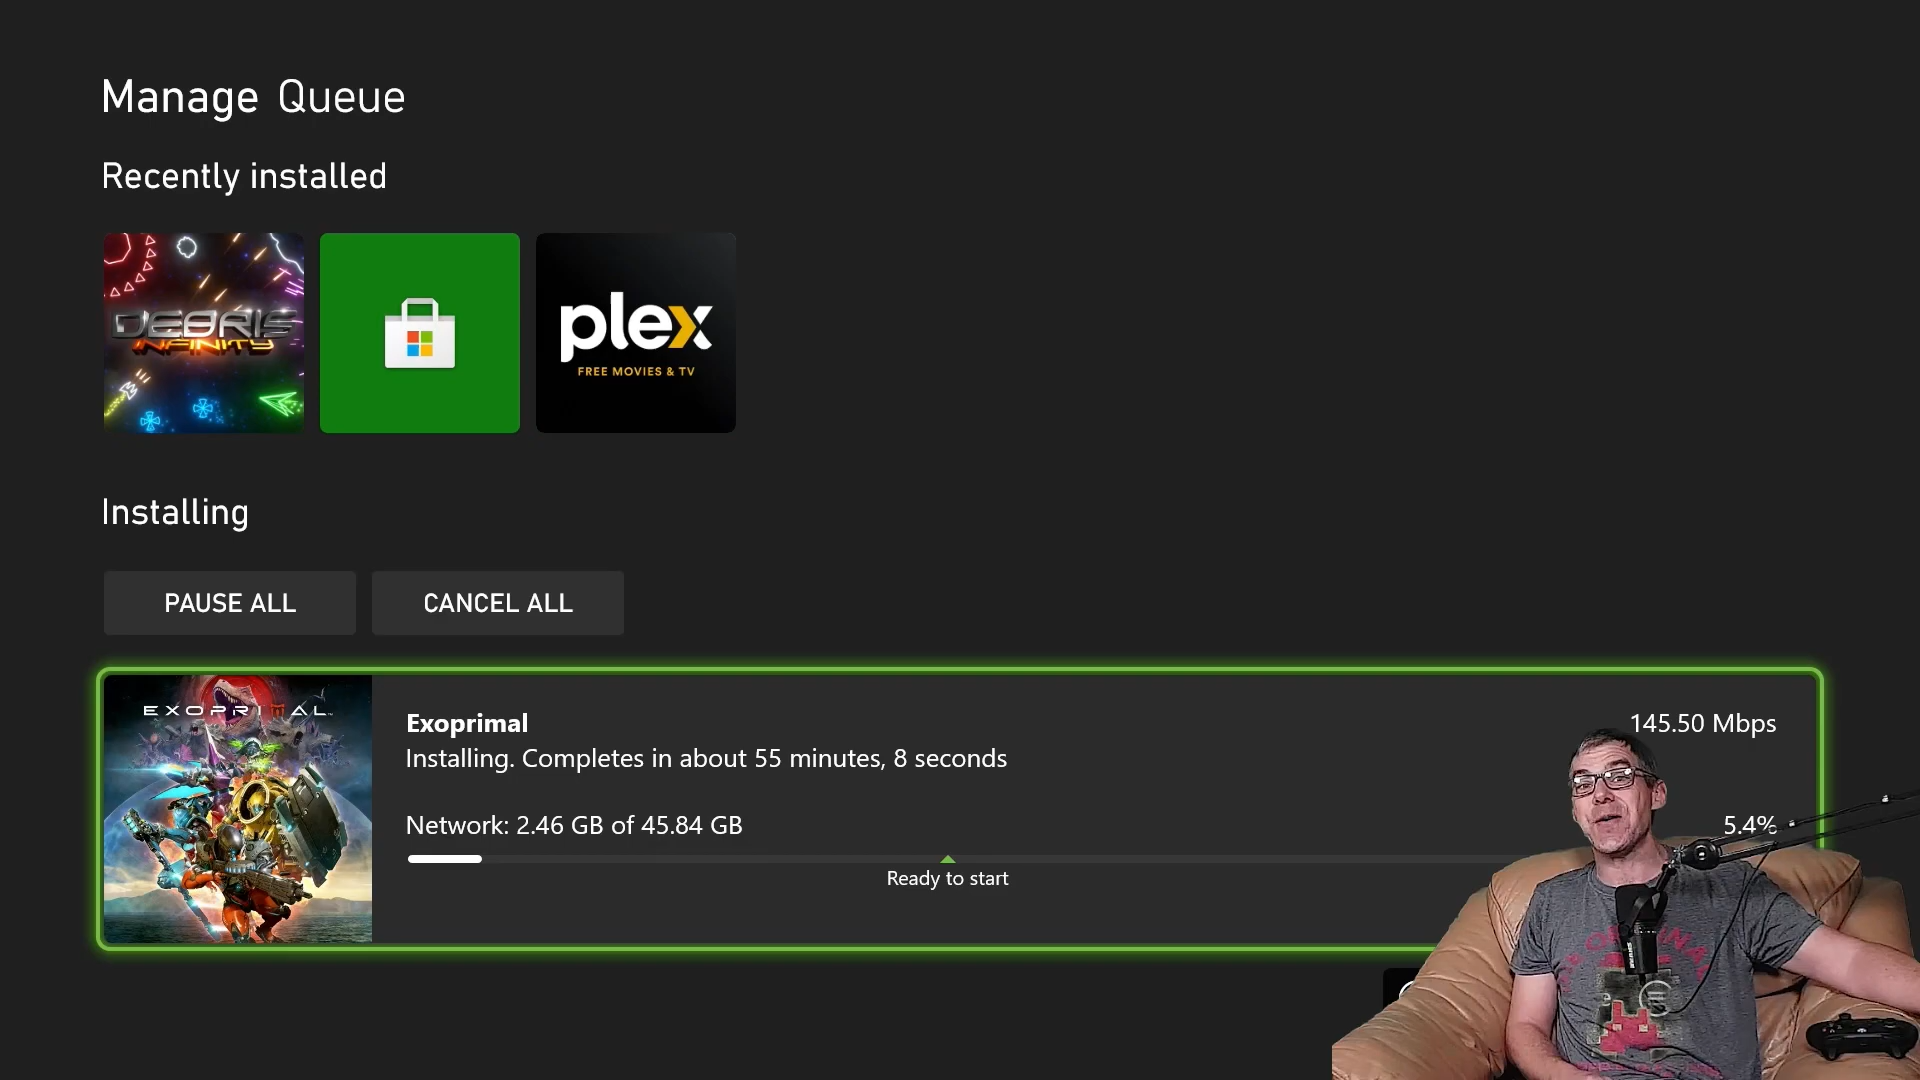 Manage Queue
Recently installed
DEBRIS
INFINITY
plex
FREE MOVIES & TV
Installing
PAUSE ALL
CANCEL ALL
EXOPRIMAL
Exoprimal
145.50 Mbps
Installing. Completes in about 55 minutes, 8 seconds
Network: 2.46 GB of 45.84 GB
5.4%
Ready to start
ORIGINAL